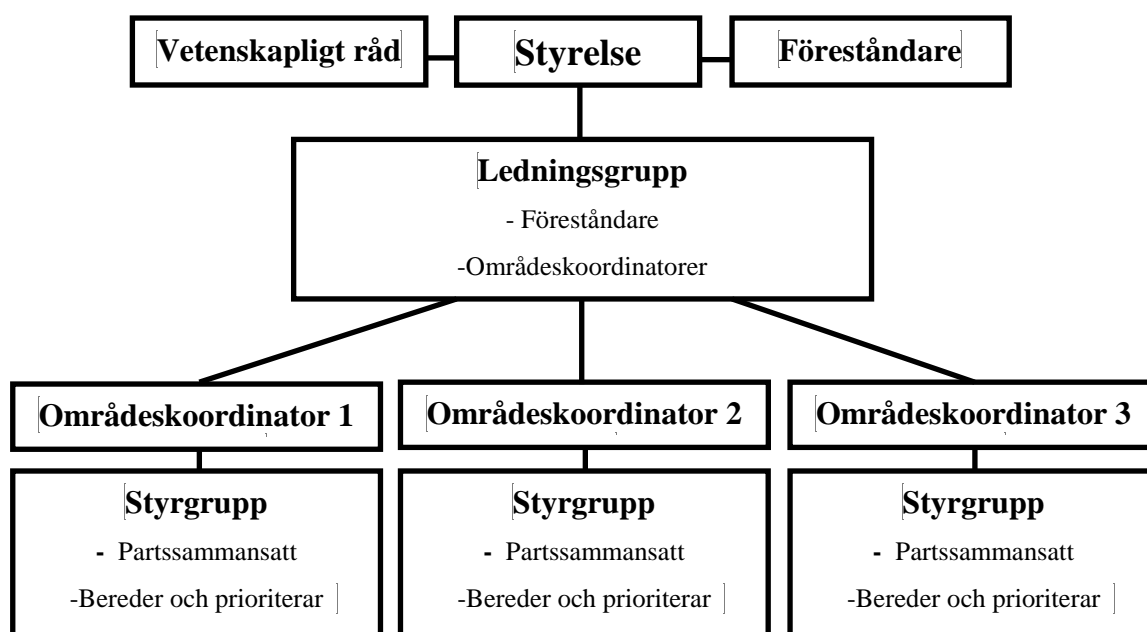 Vetenskapligt råd
Styrelse
Föreståndare
Ledningsgrupp
- Föreståndare
-Områdeskoordinatorer
Områdeskoordinator 1
Områdeskoordinator 2
Områdeskoordinator 3
Styrgrupp
- Partssammansatt
-Bereder och prioriterar
Styrgrupp
- Partssammansatt
-Bereder och prioriterar
Styrgrupp
- Partssammansatt
-Bereder och prioriterar